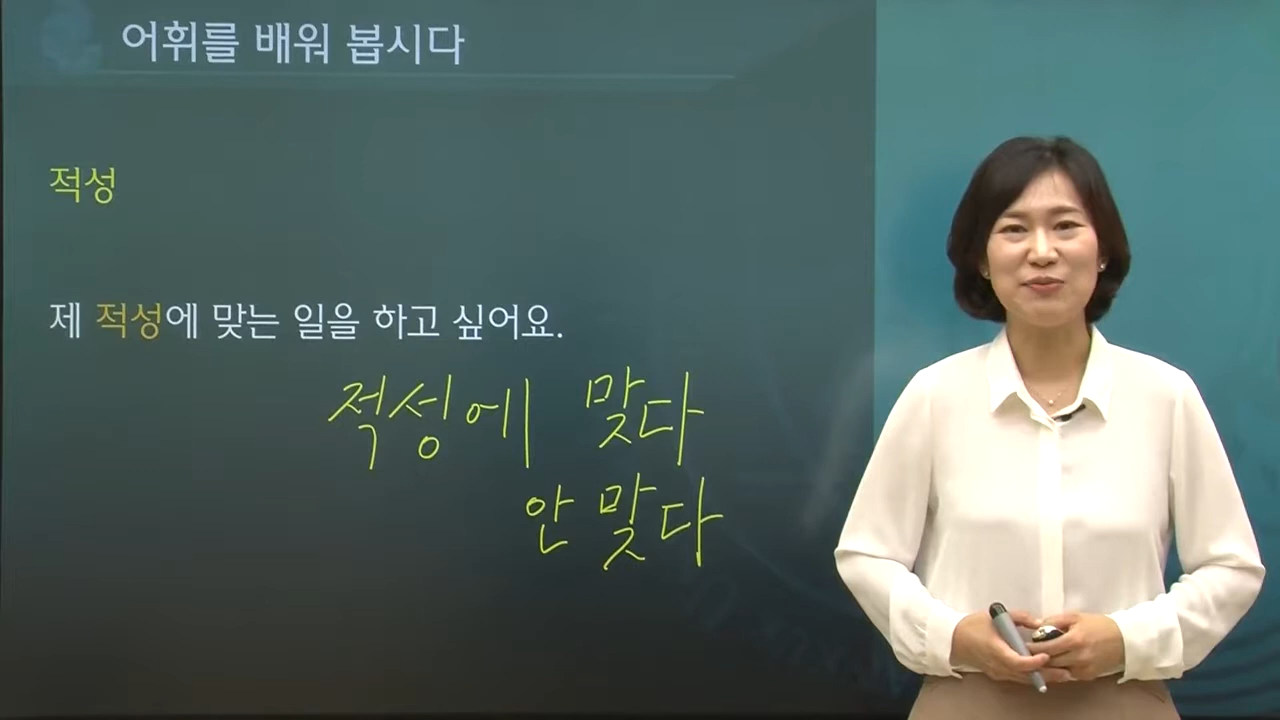 어휘를 배워 봅시다
적성
제 적성에 맞는 일을 하고 싶어요.
적성에 맞다
안 맞다